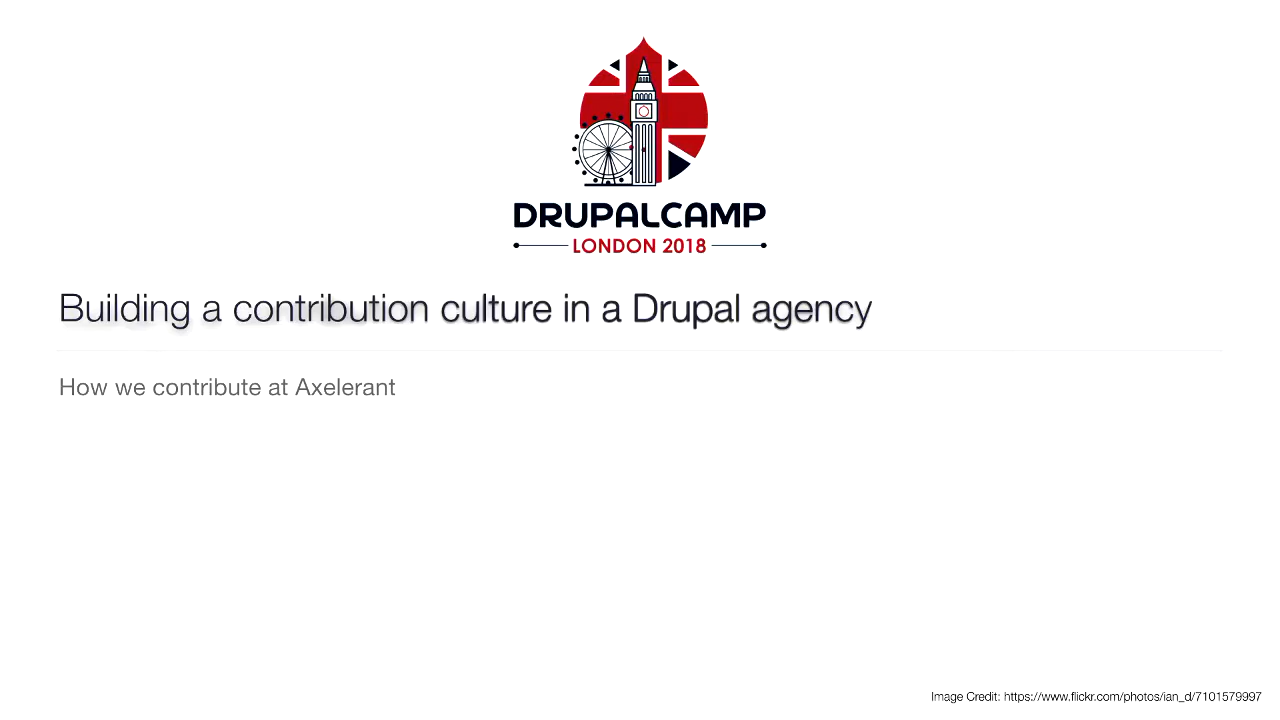 DRUPALCAMP
LONDON 2018
Building a contribution culture in a Drupal agency
How we contribute at Axelerant
Image Credit: https://www.flickr.com/photos/ian_d/7101579997